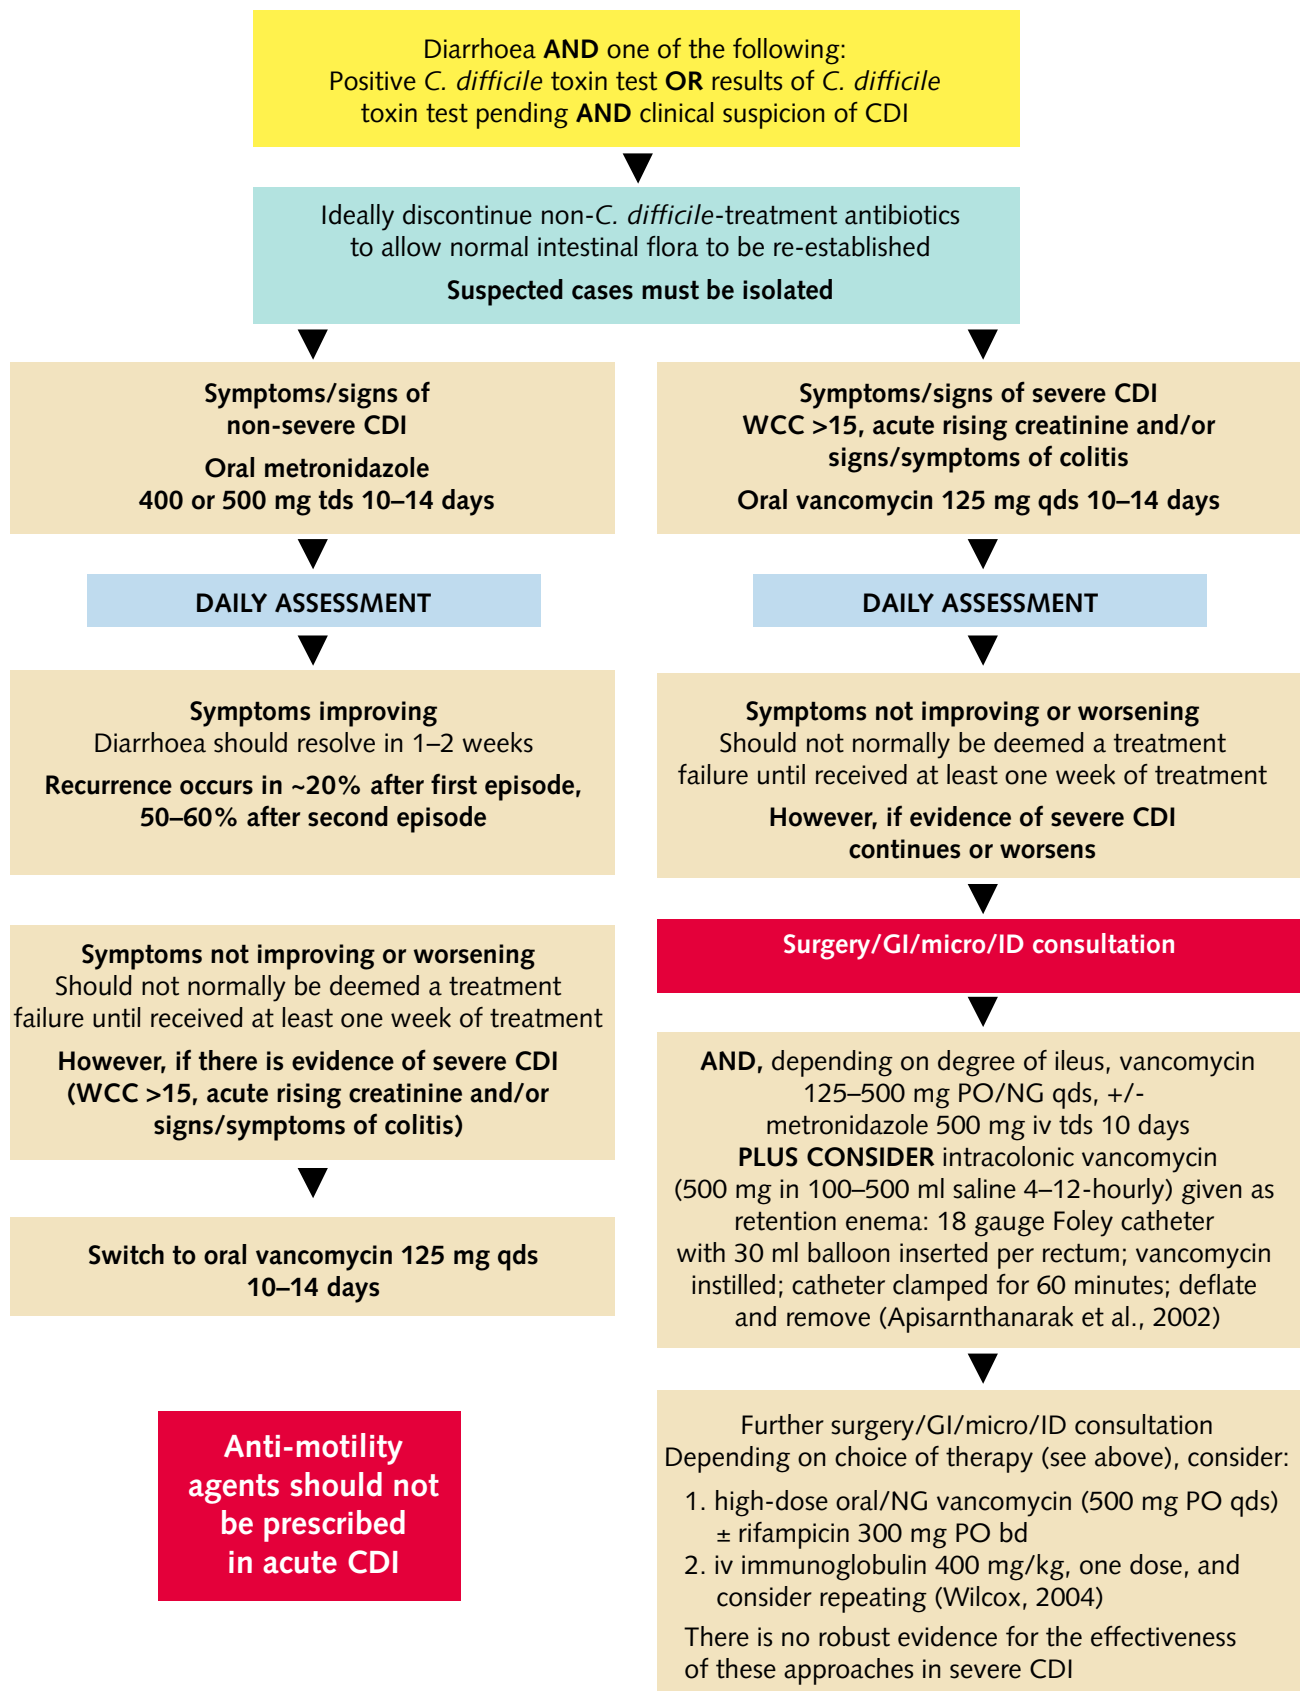 Diarrhoea AND one of the following:
Positive C. difficile toxin test OR results of C. difficile
toxin test pending AND clinical suspicion of CDI
Ideally discontinue non-C. difficile-treatment antibiotics
to allow normal intestinal flora to be re-established
Suspected cases must be isolated
Symptoms/signs of
non-severe CDI
Oral metronidazole
400 or 500 mg tds 10–14 days
DAILY ASSESSMENT
Symptoms improving
Diarrhoea should resolve in 1–2 weeks
Recurrence occurs in ~20% after first episode,
50–60% after second episode
Symptoms not improving or worsening
Should not normally be deemed a treatment
failure until received at least one week of treatment
However, if there is evidence of severe CDI
(WCC >15, acute rising creatinine and/or
signs/symptoms of colitis)
Switch to oral vancomycin 125 mg qds
10–14 days
Anti-motility
agents should not
be prescribed
in acute CDI
Symptoms/signs of severe CDI
WCC >15, acute rising creatinine and/or
signs/symptoms of colitis
Oral vancomycin 125 mg qds 10–14 days
DAILY ASSESSMENT
Symptoms not improving or worsening
Should not normally be deemed a treatment
failure until received at least one week of treatment
However, if evidence of severe CDI
continues or worsens
Surgery/GI/micro/ID consultation
AND, depending on degree of ileus, vancomycin
125–500 mg PO/NG qds, +/-
metronidazole 500 mg iv tds 10 days
PLUS CONSIDER intracolonic vancomycin
(500 mg in 100–500 ml saline 4–12-hourly) given as
retention enema: 18 gauge Foley catheter
with 30 ml balloon inserted per rectum; vancomycin
instilled; catheter clamped for 60 minutes; deflate
and remove (Apisarnthanarak et al., 2002)
Further surgery/GI/micro/ID consultation
Depending on choice of therapy (see above), consider:
1. high-dose oral/NG vancomycin (500 mg PO qds)
± rifampicin 300 mg PO bd
2. iv immunoglobulin 400 mg/kg, one dose, and
consider repeating (Wilcox, 2004)
There is no robust evidence for the effectiveness
of these approaches in severe CDI